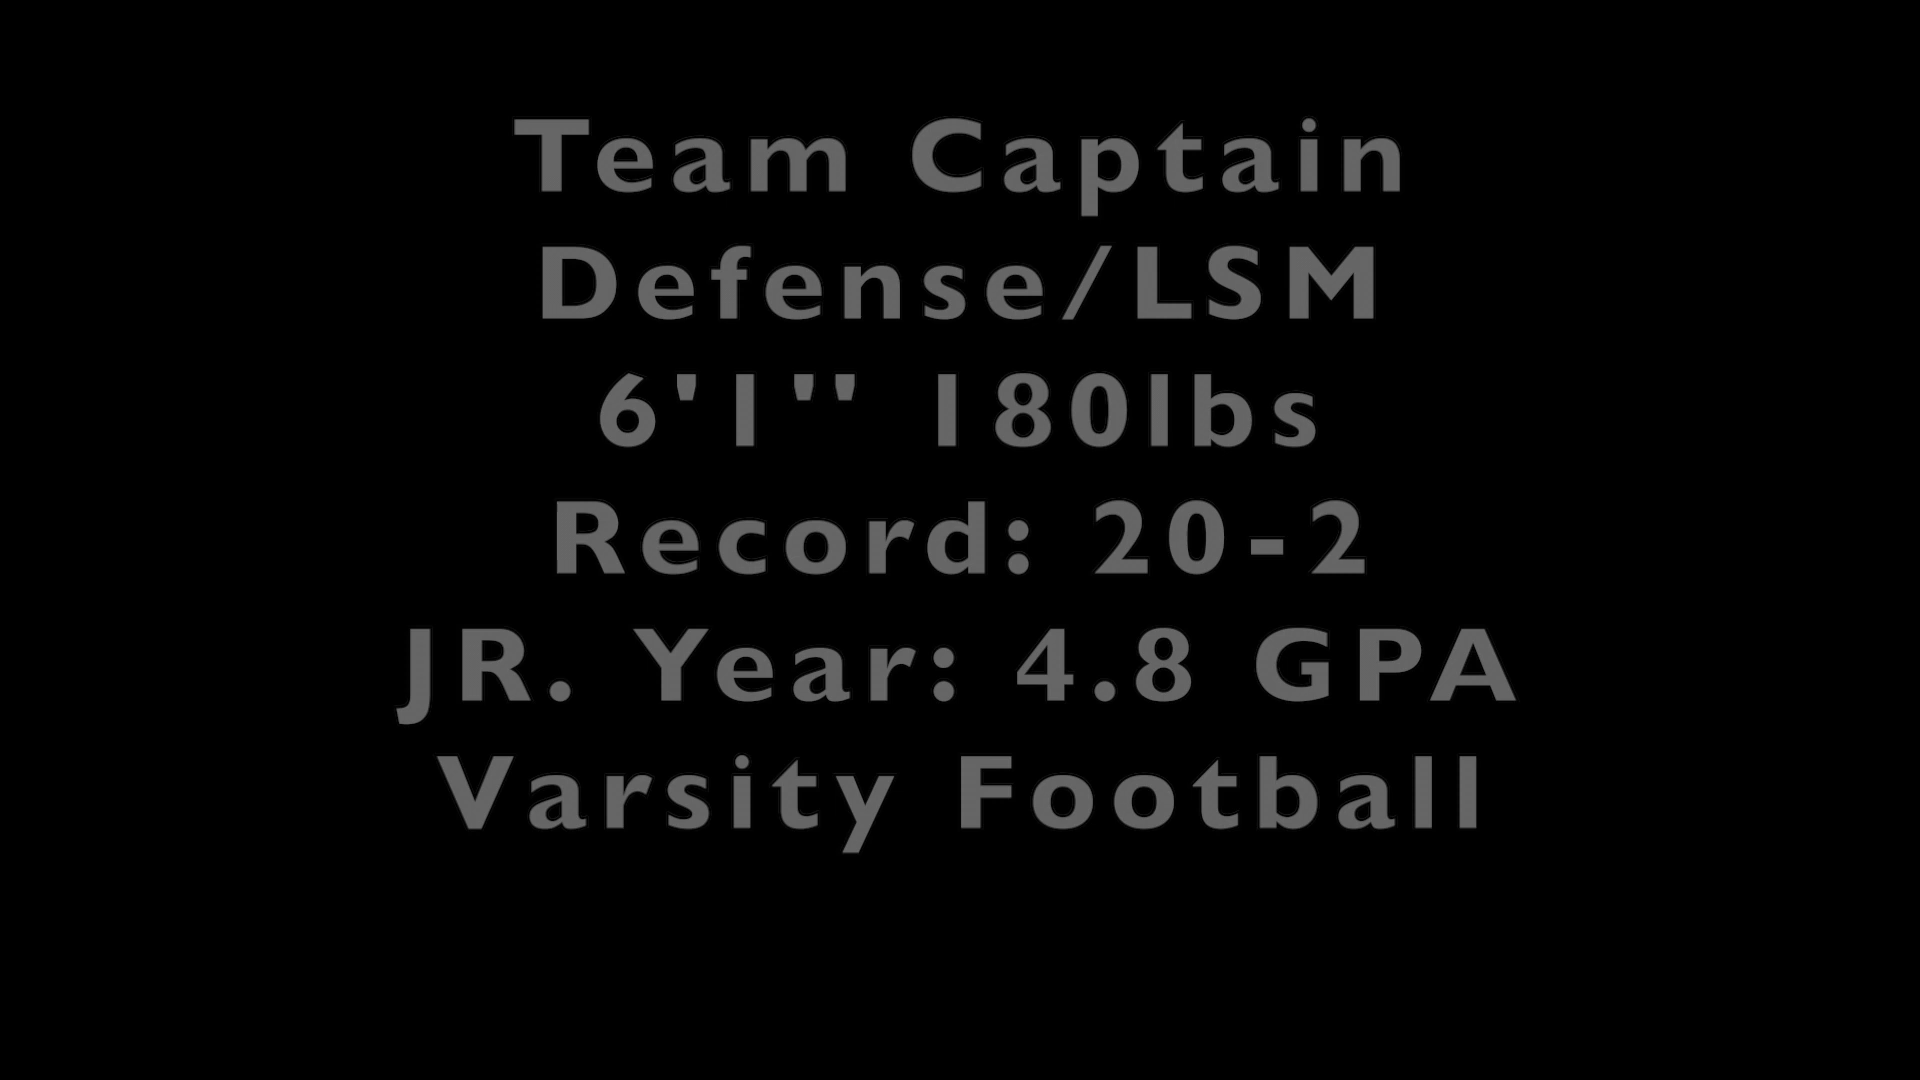 Team Captain
Defense/LSM
6'1'' 180lbs
Record: 20-2
JR. Year: 4.8 GPA
Varsity Football